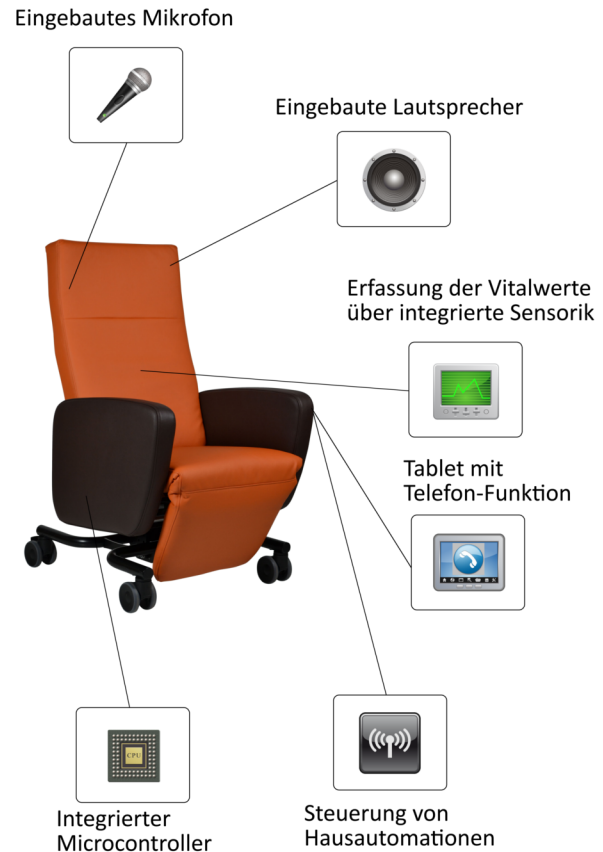 Eingebautes Mikrofon
Eingebaute Lautsprecher
Erfassung der Vitalwerte
über integrierte Sensorik
Tablet mit
Telefon-Funktion
CPU
Integrierter
Microcontroller
Steuerung von
Hausautomationen